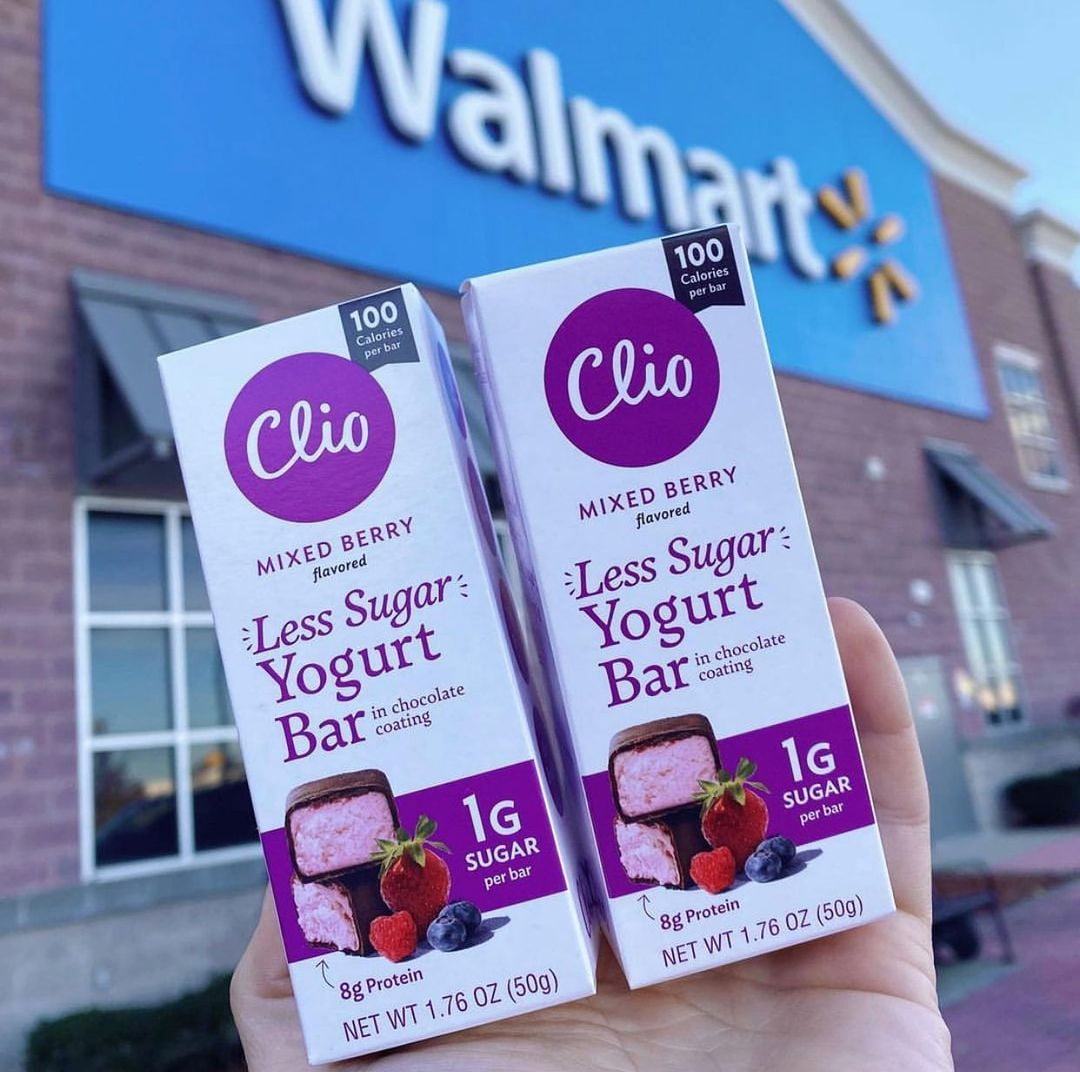 Walmart
100
Calories
per bar
Clio
MIXED BERRY
flavored
Less Sugar
Yogurt
Bar in chocolate
coating
1G
SUGAR
per bar
8g Protein
NET WT 1.76 OZ (50g)
100
Calories
per bar
Clio
MIXED BERRY
flavored
Less Sugar
Yogurt
Bar in chocolate
coating
1G
SUGAR
per bar
8g Protein
NET WT 1.76 OZ (50g)